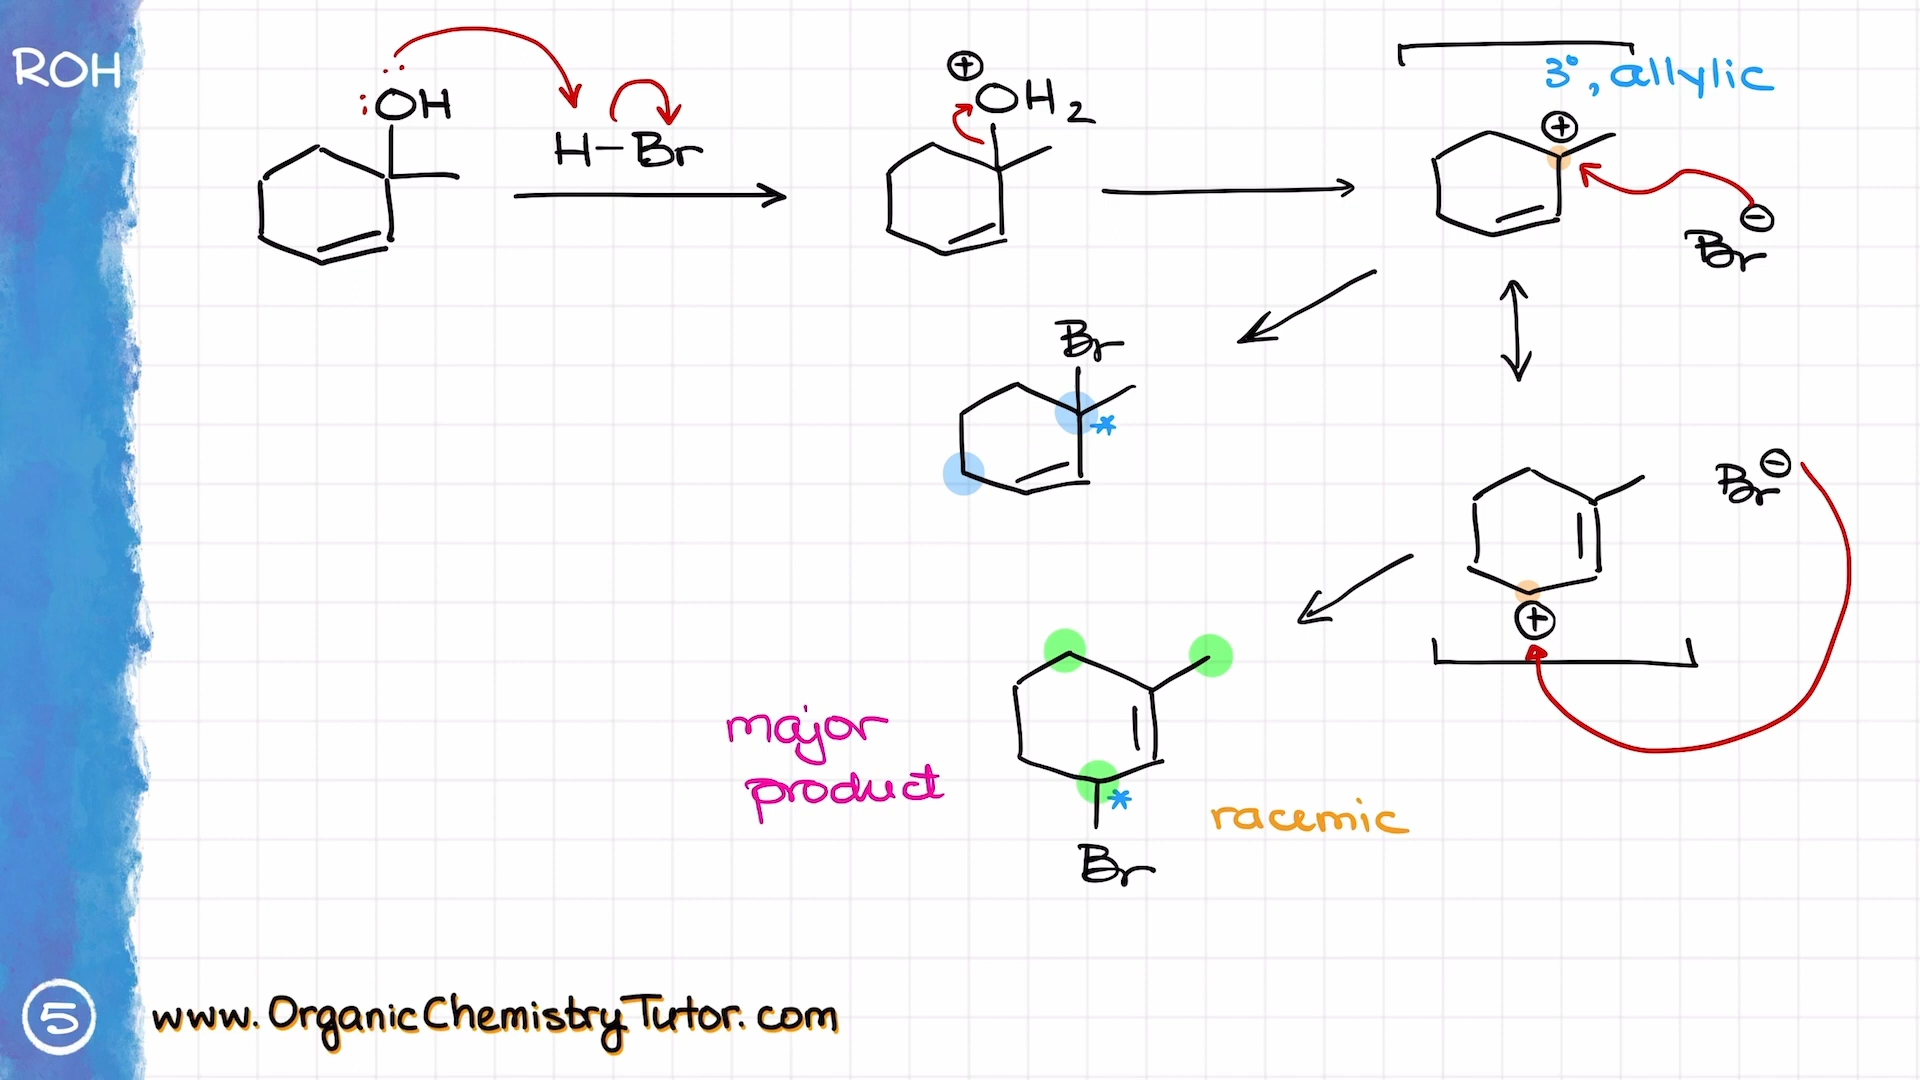 ROH
:OH
H-Br
⊕
OH2
3°, allylic
⊕
⊖
Br
Br
*
Br⊖
⊕
major
product
*
racemic
Br
5
www.OrganicChemistryTutor.com